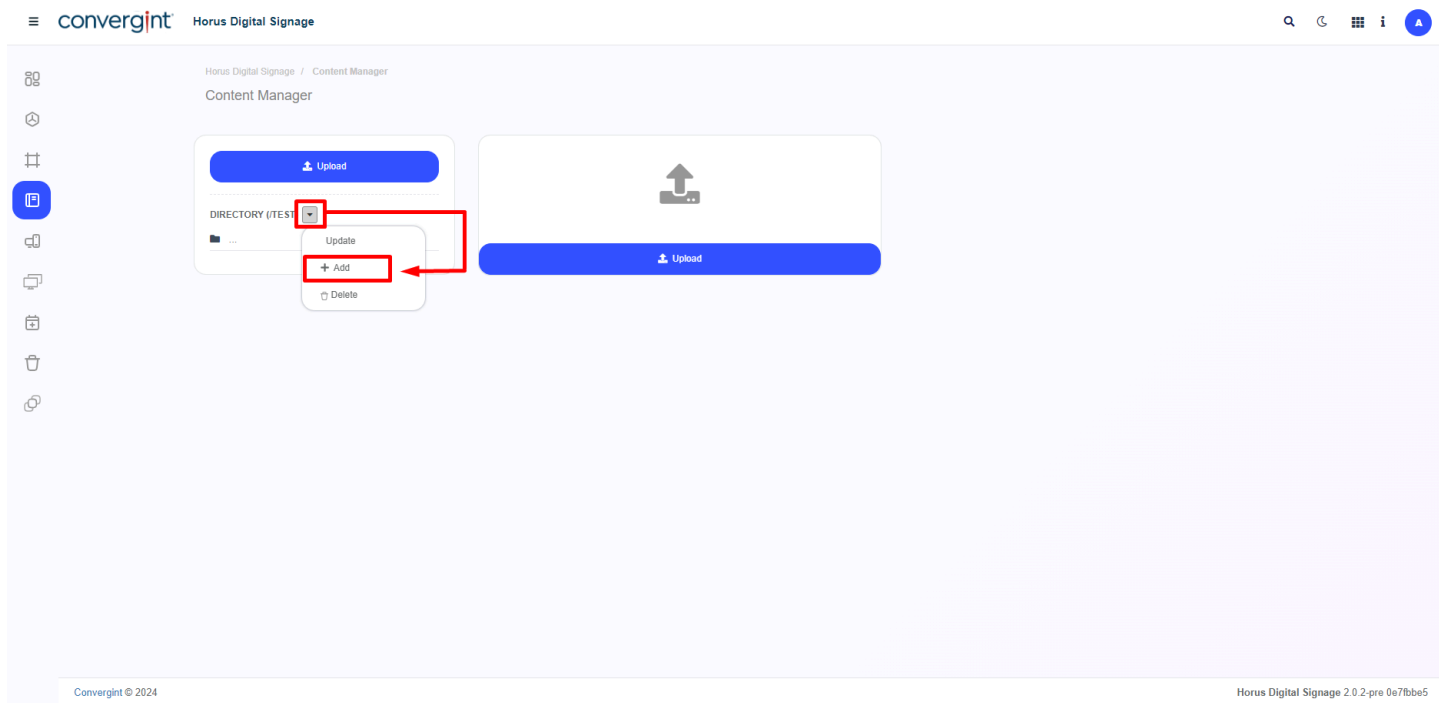 convergint Horus Digital Signage
A
Horus Digital Signage / Content Manager
Content Manager
Upload
DIRECTORY (/TEST
...
Update
Add
Delete
Upload
Convergint © 2024
Horus Digital Signage 2.0.2-pre 0e7fbbe5